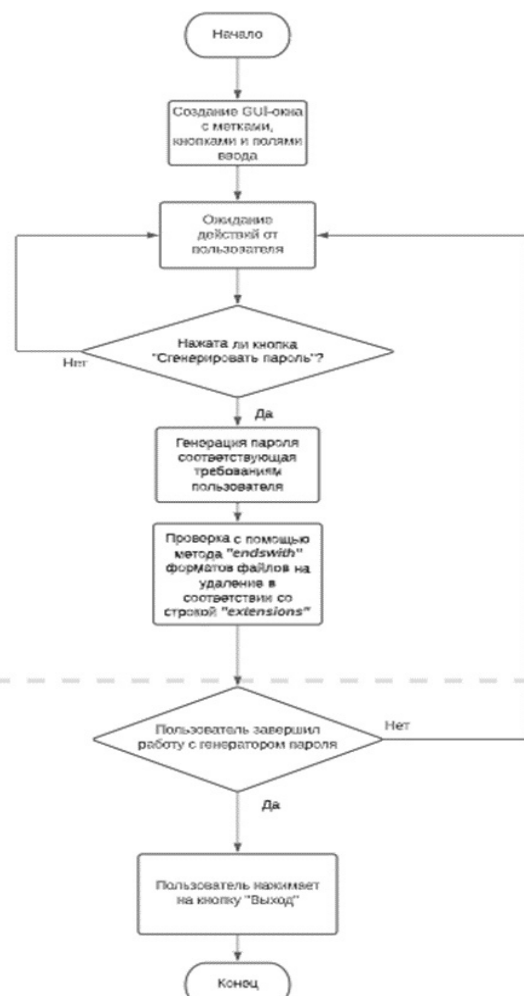 Начало
Создание GUI-окна
с метками,
кнопками и полями
ввода
Ожидание
действий от
пользователя
Нажата ли кнопка
"Сгенерировать пароль"?
Нет
Да
Генерация пароля
соответствующая
требованиям
пользователя
Проверка с помощью
метода "endswith"
форматов файлов на
удаление в
соответствии со
строкой "extensions"
Пользователь завершил
работу с генератором пароля
Нет
Да
Пользователь нажимает
на кнопку "Выход"
Конец